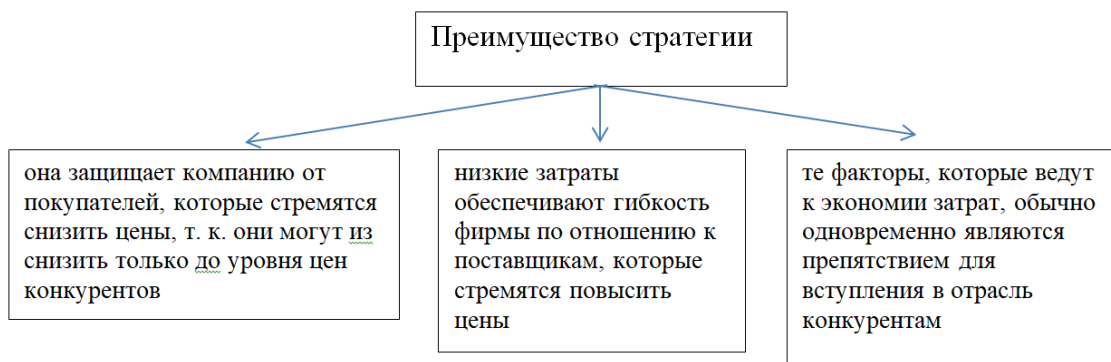 Преимущество стратегии
она защищает компанию от
покупателей, которые стремятся
снизить цены, т. к. они могут из
снизить только до уровня цен
конкурентов
низкие затраты
обеспечивают гибкость
фирмы по отношению к
поставщикам, которые
стремятся повысить
цены
те факторы, которые ведут
к экономии затрат, обычно
одновременно являются
препятствием для
вступления в отрасль
конкурентам